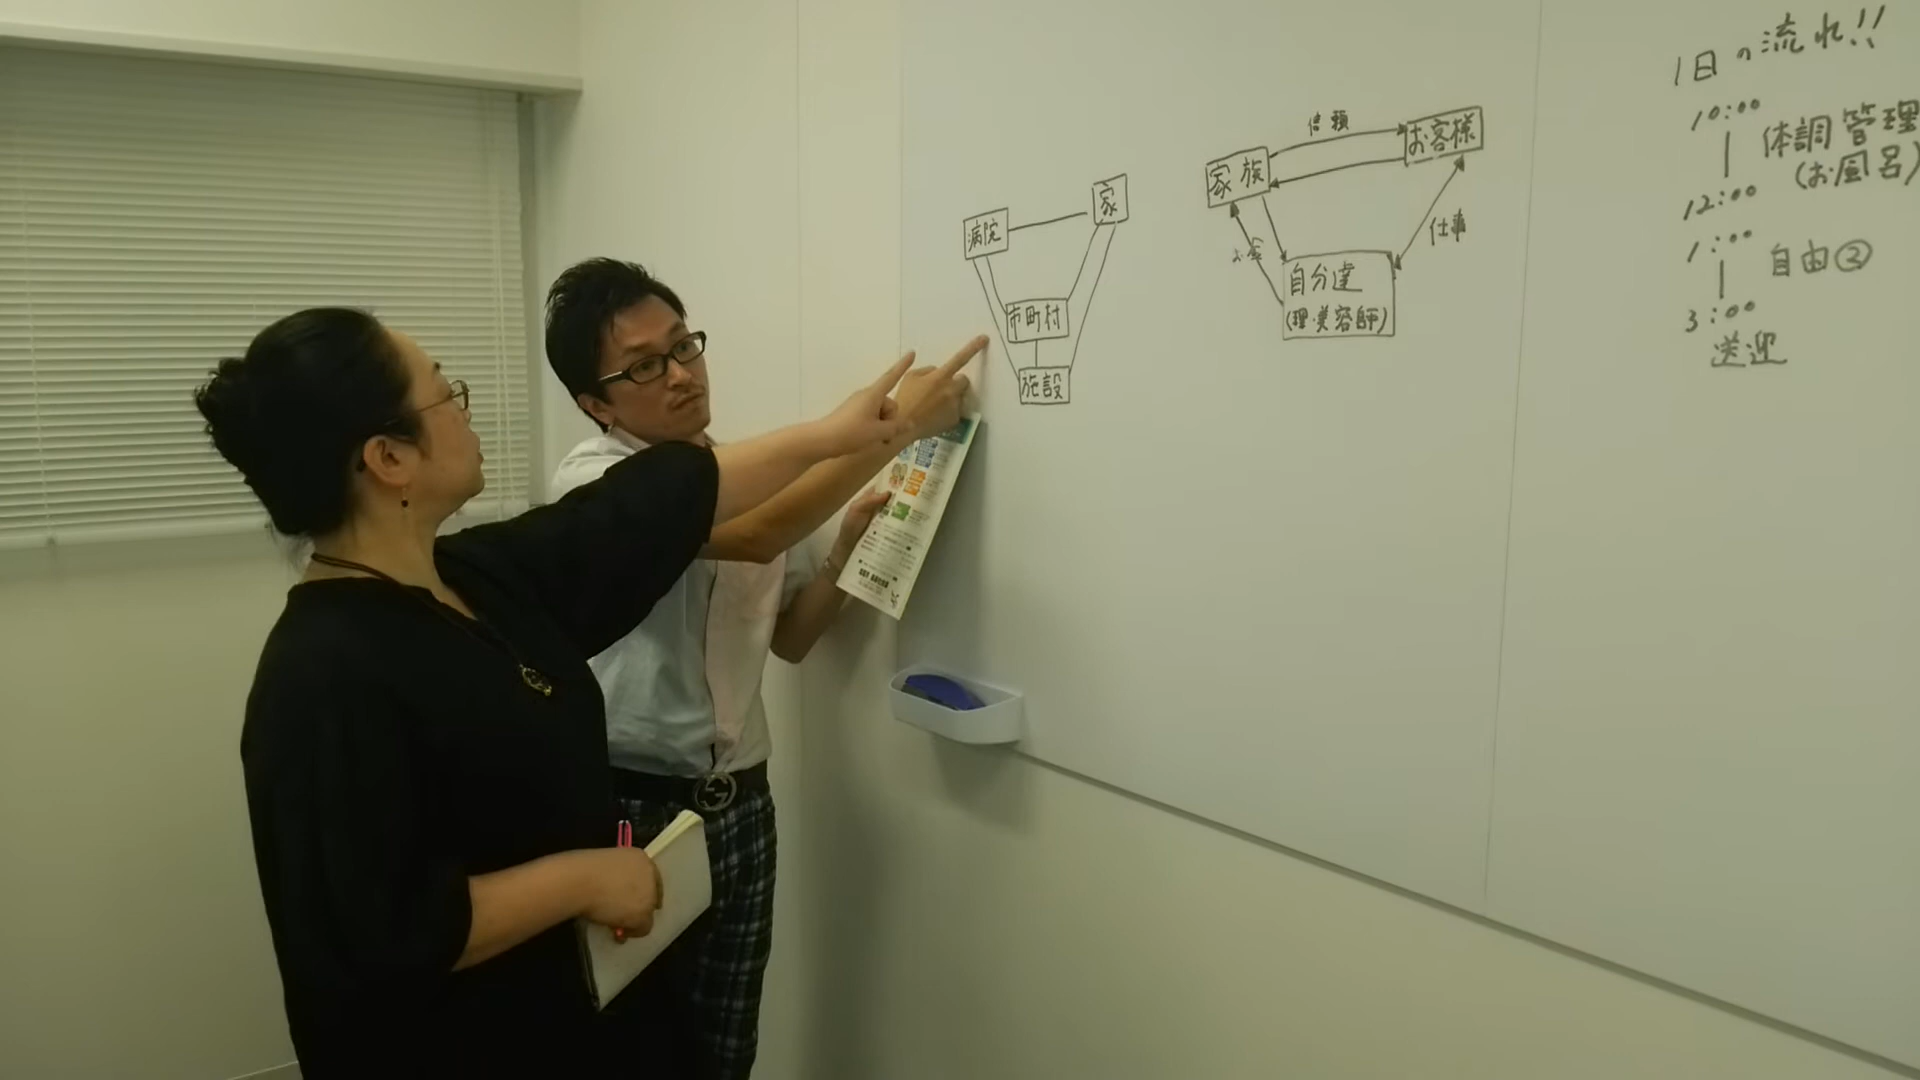 病院
家
市町村
施設
信頼
お客様
家族
仕事
お金
自分達
(理・美容師)
1日の流れ!!
10:00
体調管理
(お風呂)
12:00
1:00
自由②
3:00
送迎